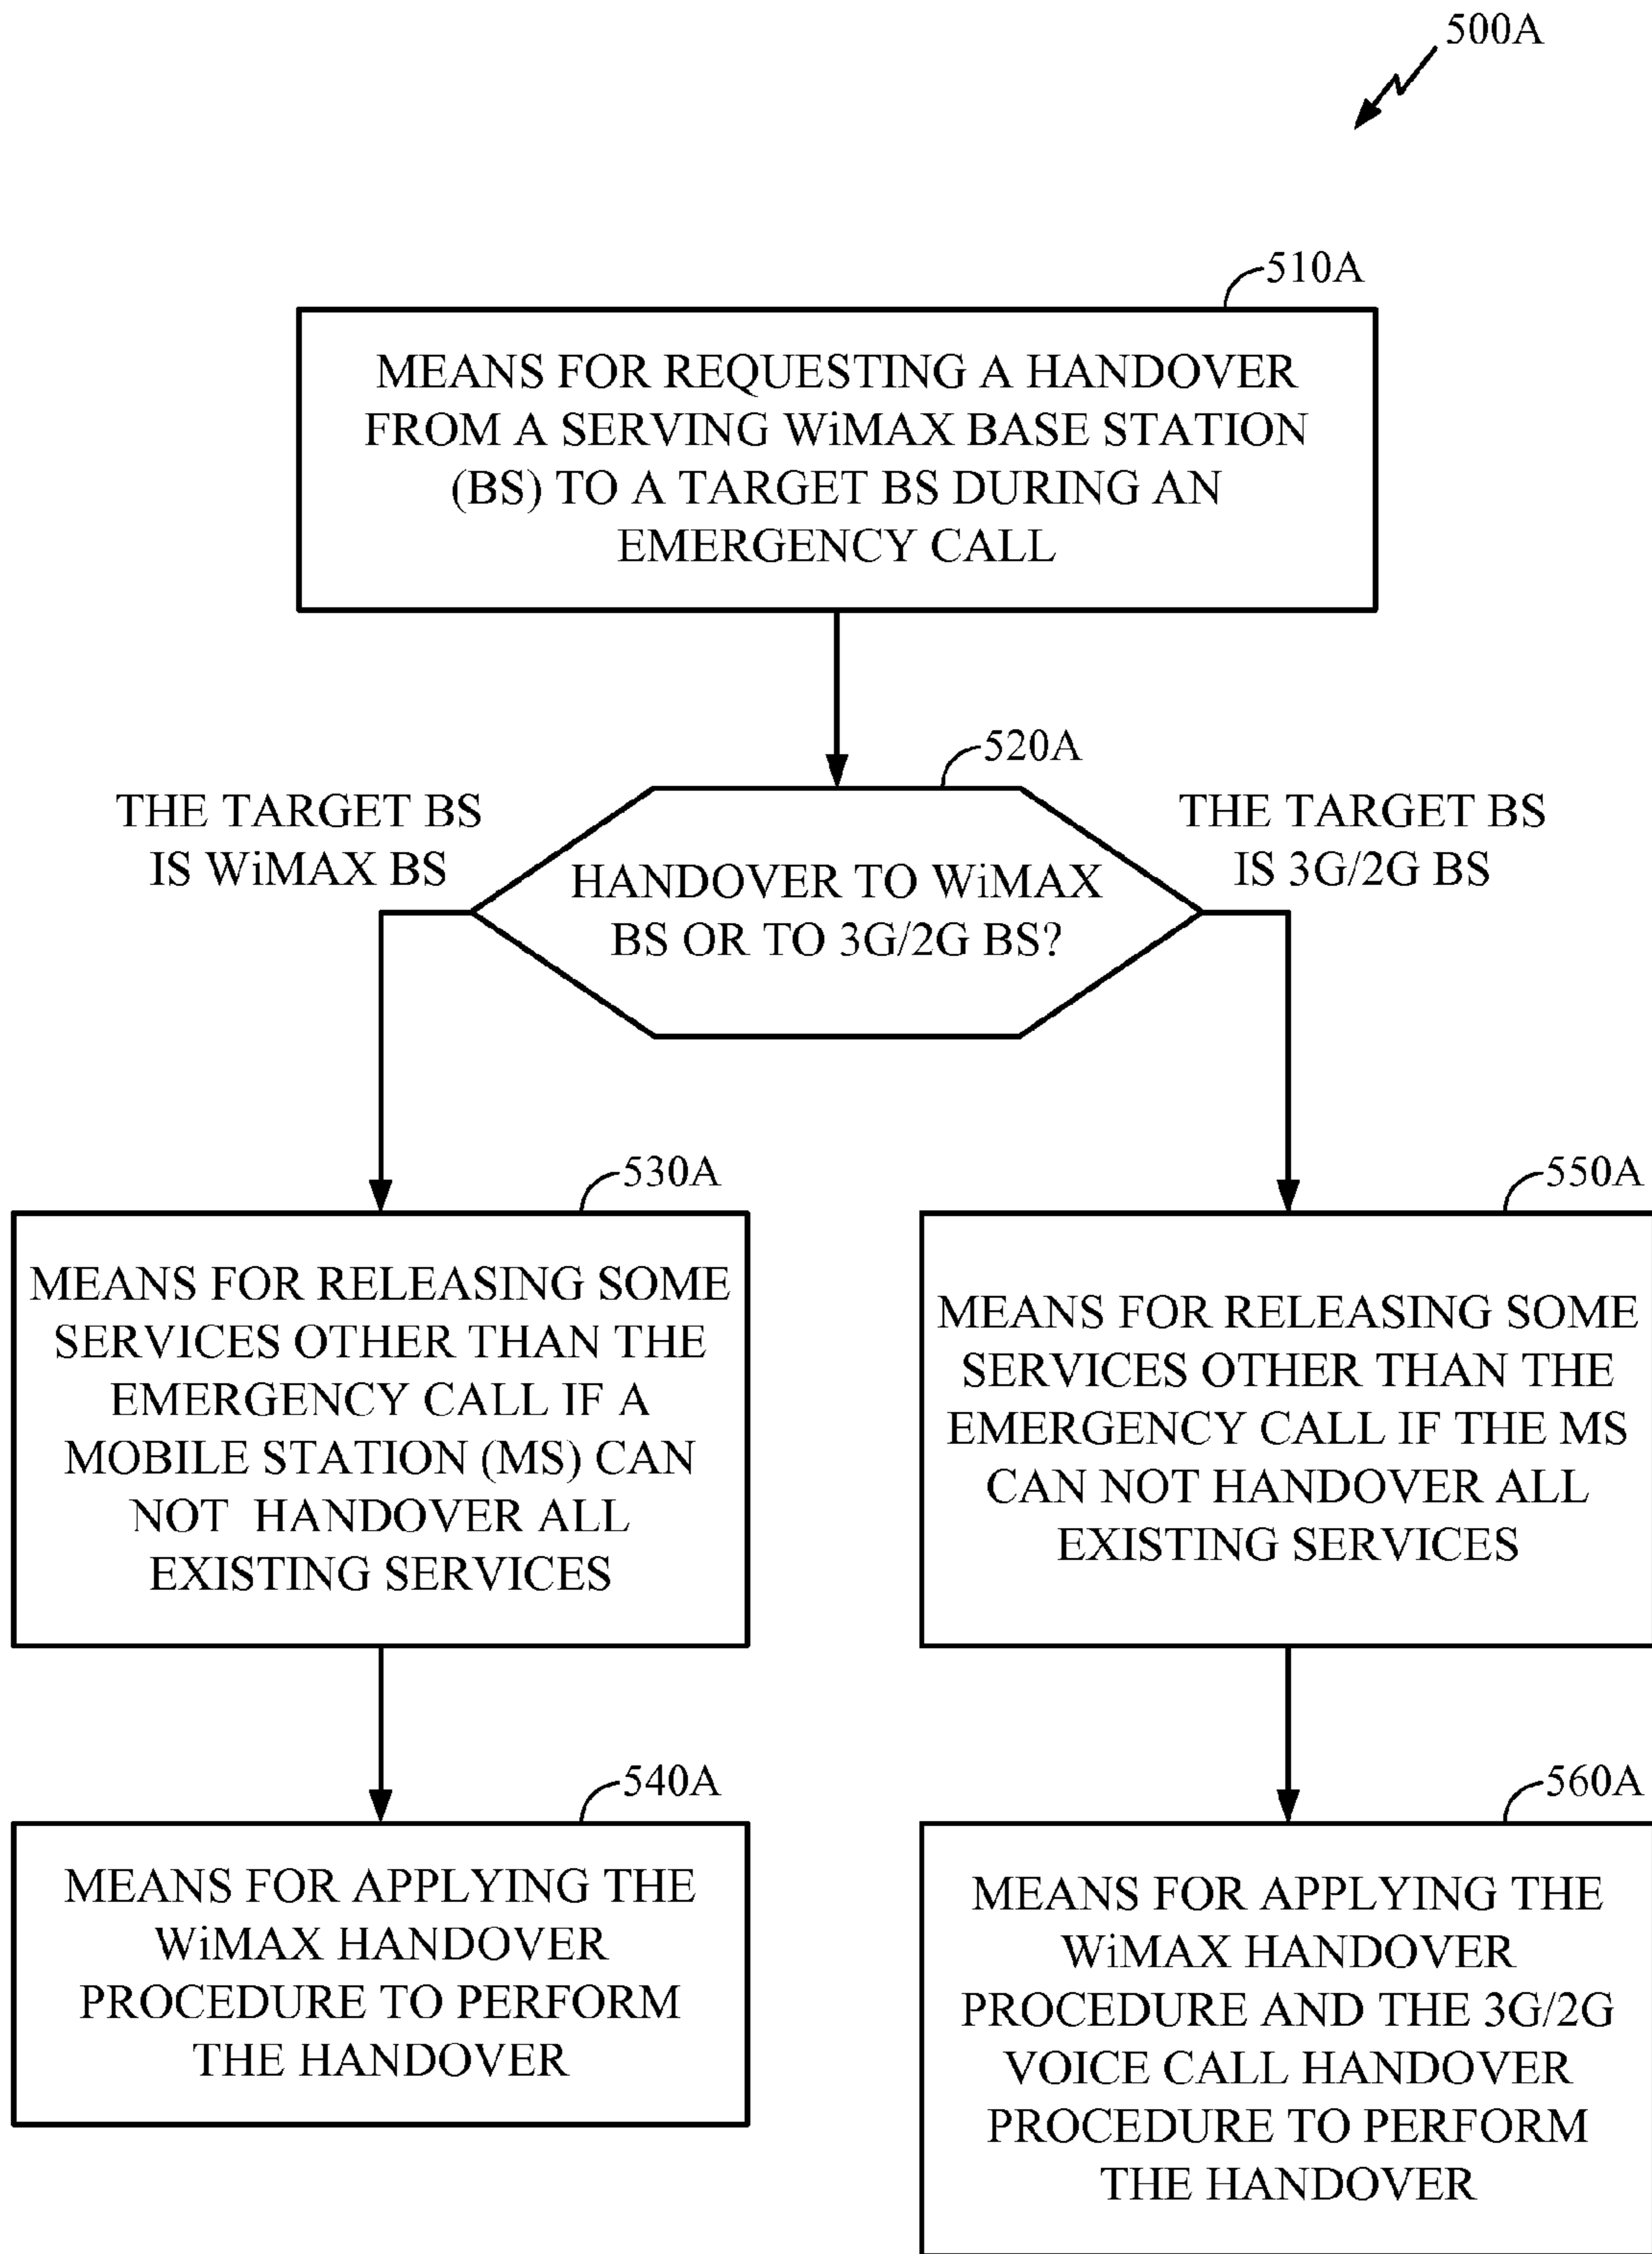 500A
510A
MEANS FOR REQUESTING A HANDOVER
FROM A SERVING WiMAX BASE STATION
(BS) TO A TARGET BS DURING AN
EMERGENCY CALL
520A
THE TARGET BS
IS WiMAX BS
HANDOVER TO WiMAX
BS OR TO 3G/2G BS?
THE TARGET BS
IS 3G/2G BS
530A
MEANS FOR RELEASING SOME
SERVICES OTHER THAN THE
EMERGENCY CALL IF A
MOBILE STATION (MS) CAN
NOT HANDOVER ALL
EXISTING SERVICES
550A
MEANS FOR RELEASING SOME
SERVICES OTHER THAN THE
EMERGENCY CALL IF THE MS
CAN NOT HANDOVER ALL
EXISTING SERVICES
540A
MEANS FOR APPLYING THE
WiMAX HANDOVER
PROCEDURE TO PERFORM
THE HANDOVER
560A
MEANS FOR APPLYING THE
WiMAX HANDOVER
PROCEDURE AND THE 3G/2G
VOICE CALL HANDOVER
PROCEDURE TO PERFORM
THE HANDOVER